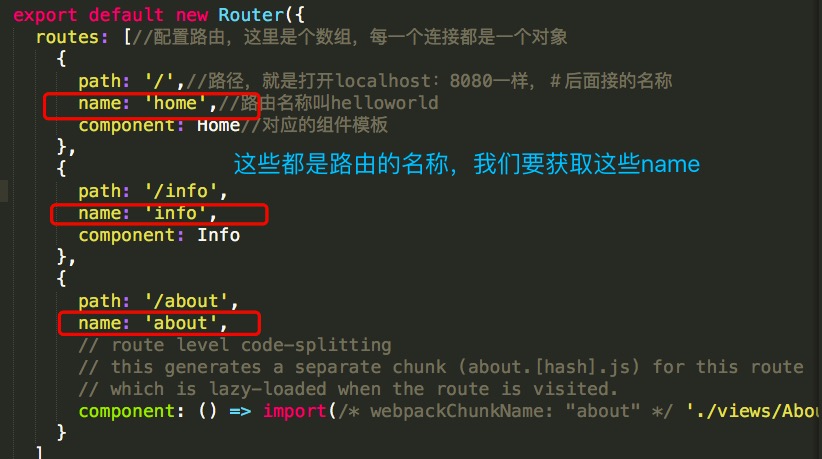 export default new Router({
routes: [//配置路由，这里是个数组，每一个连接都是一个对象
{
path: '/',//路径，就是打开localhost：8080一样，＃后面接的名称
name: 'home',//路由名称叫helloworld
component: Home//对应的组件模板
},
这些都是路由的名称，我们要获取这些name
{
path: '/info',
name: 'info',
component: Info
},
{
path: '/about',
name: 'about',
// route level code-splitting
// this generates a separate chunk (about.[hash].js) for this route
// which is lazy-loaded when the route is visited.
component: () => import(/* webpackChunkName: "about" */ './views/Abou
}
]